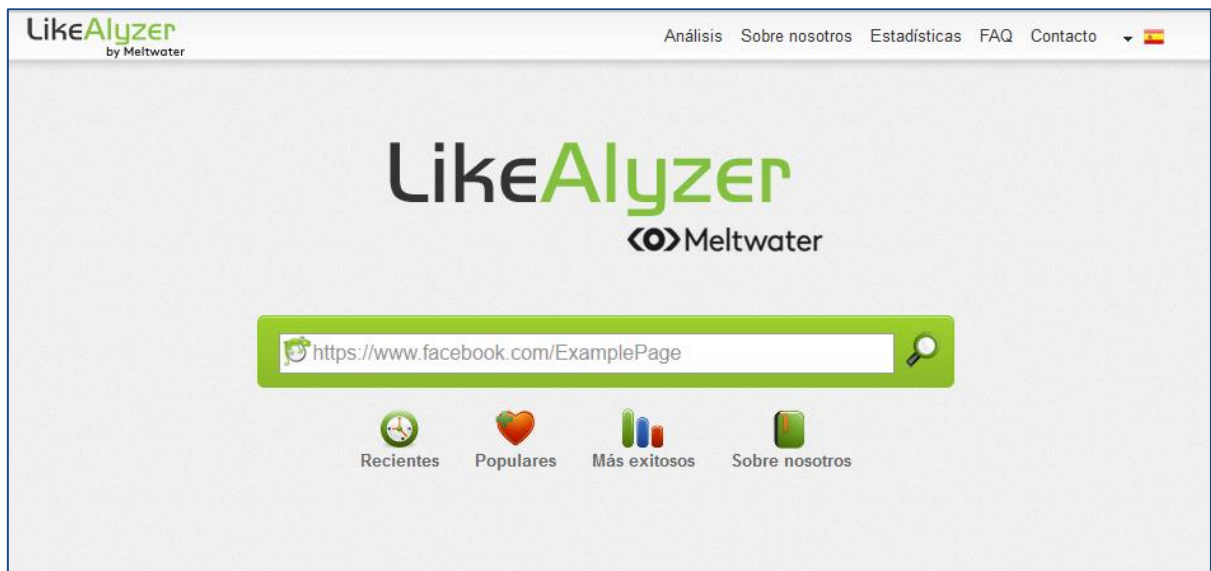 LikeAlyzer
by Meltwater
Análisis Sobre nosotros Estadísticas FAQ Contacto
LikeAlyzer
Meltwater
https://www.facebook.com/ExamplePage
Recientes Populares Más exitosos Sobre nosotros